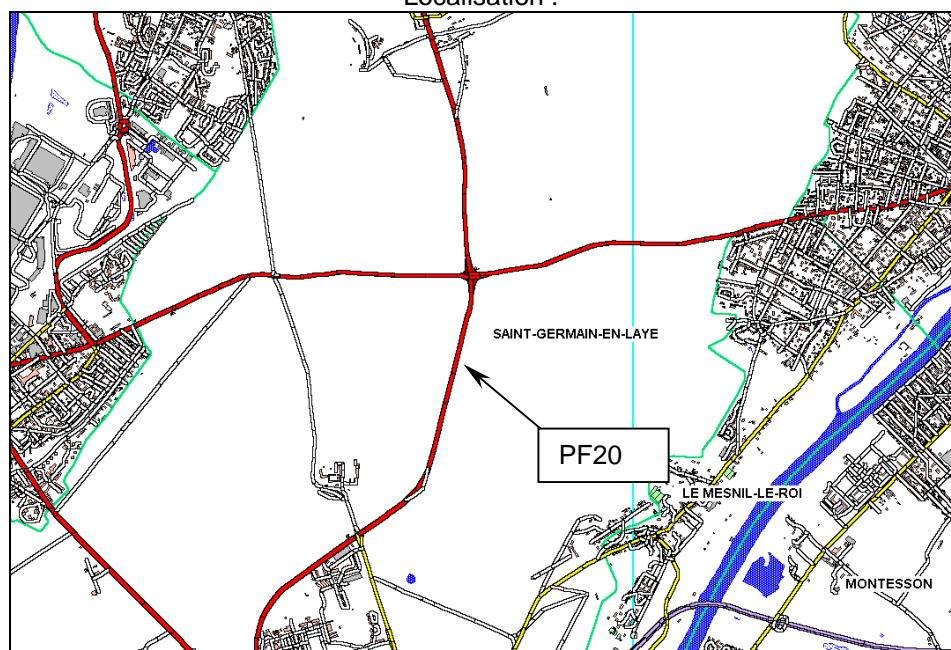 Localisation :
SAINT-GERMAIN-EN-LAYE
PF20
LE MESNIL-LE-ROI
MONTESSON